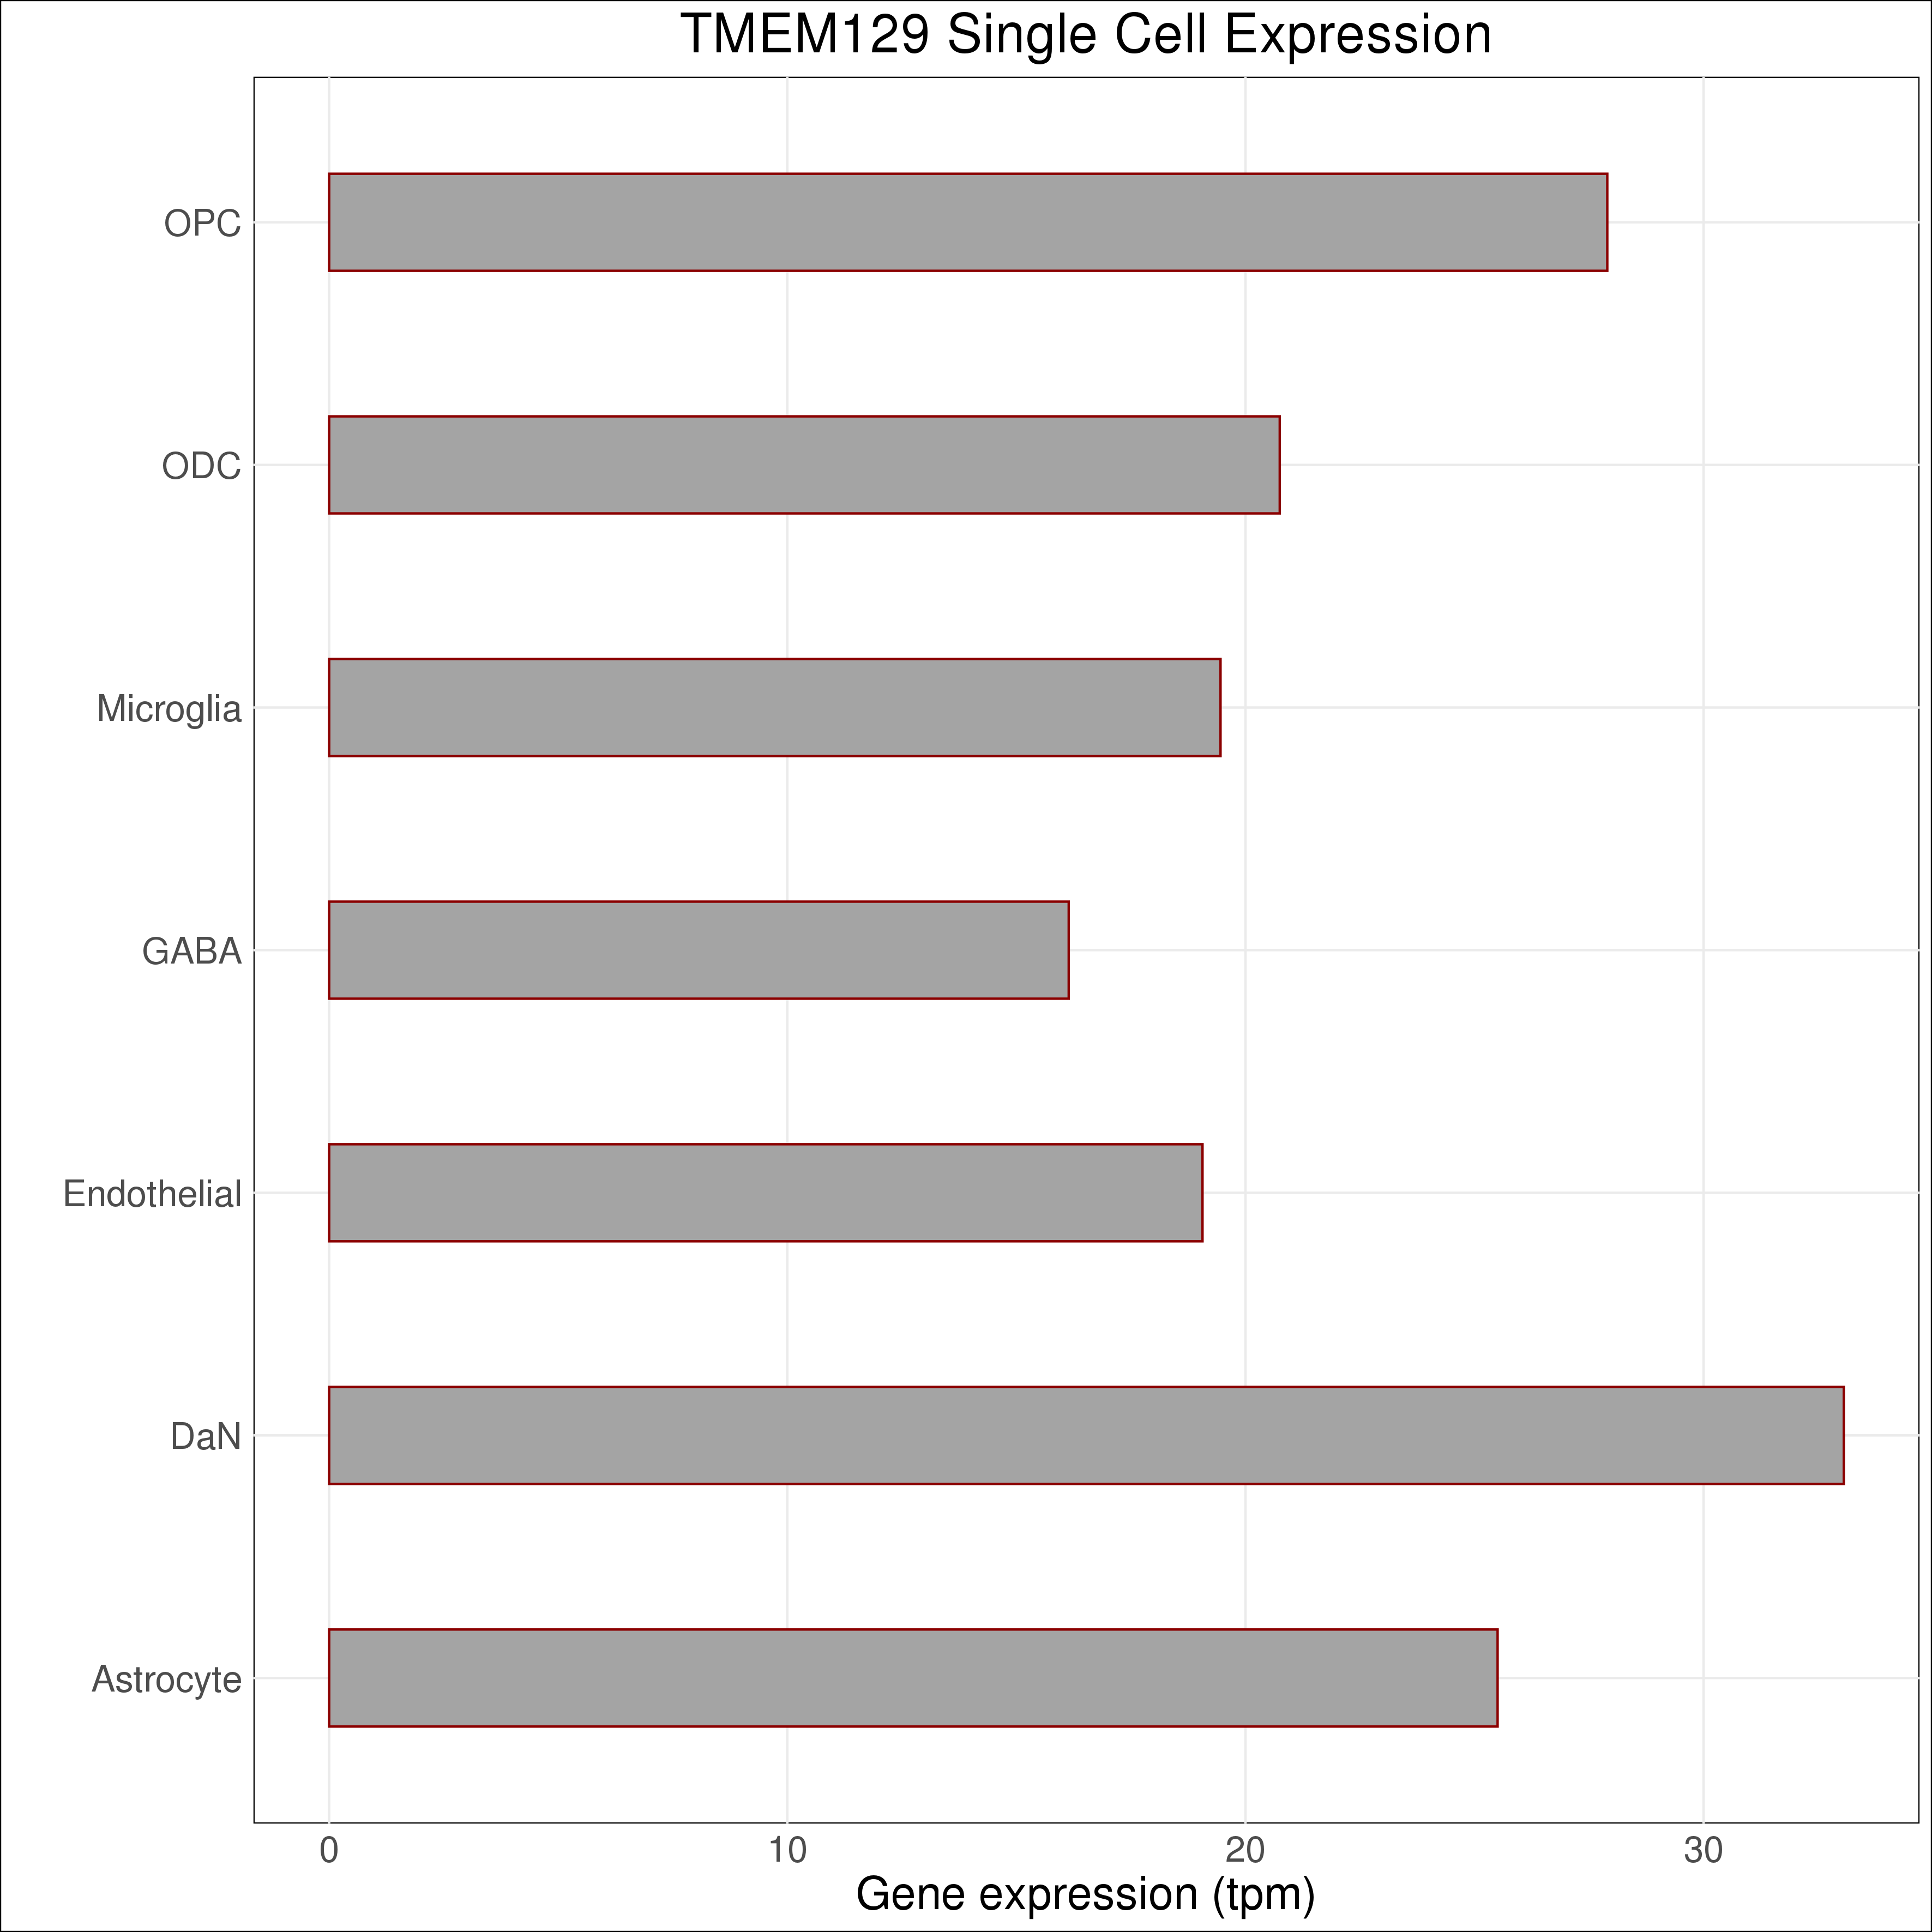 TMEM129 Single Cell Expression
OPC
ODC
Microglia
GABA
Endothelial
DaN
Astrocyte
0 10 20 30
Gene expression (tpm)